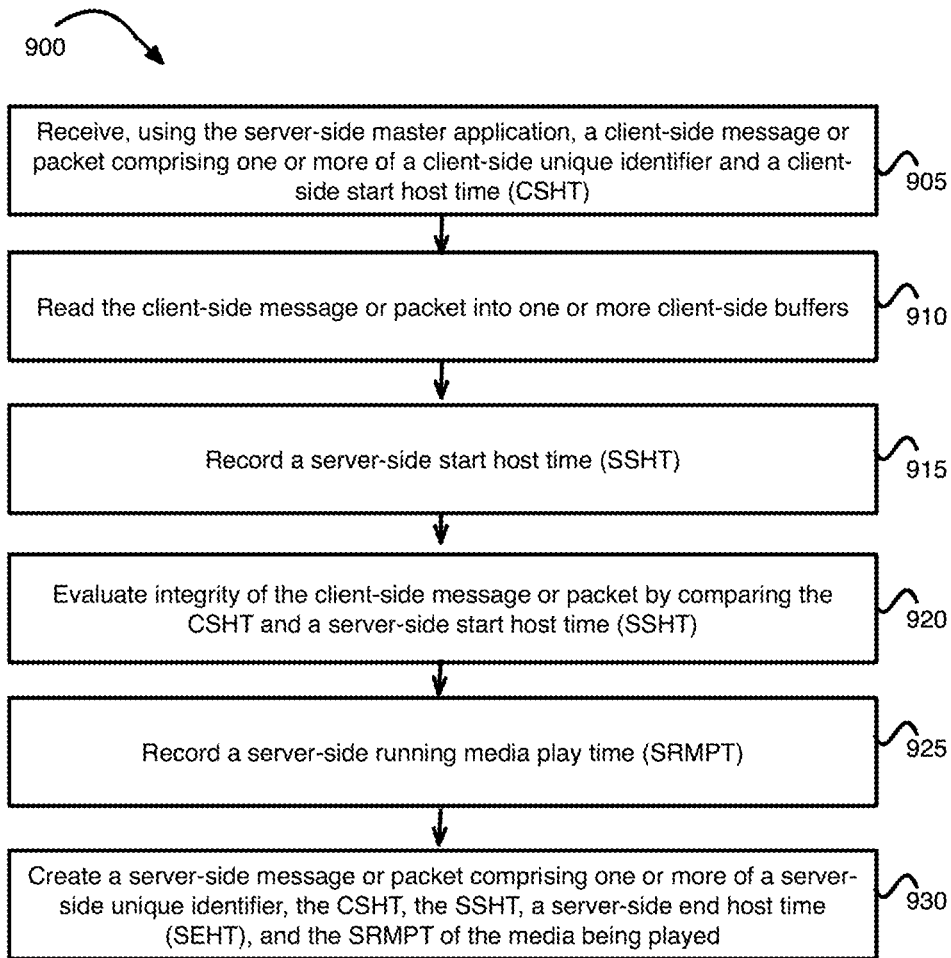 900
Receive, using the server-side master application, a client-side message or
packet comprising one or more of a client-side unique identifier and a client-
side start host time (CSHT)
905
Read the client-side message or packet into one or more client-side buffers
910
Record a server-side start host time (SSHT)
915
Evaluate integrity of the client-side message or packet by comparing the
CSHT and a server-side start host time (SSHT)
920
Record a server-side running media play time (SRMPT)
925
Create a server-side message or packet comprising one or more of a server-
side unique identifier, the CSHT, the SSHT, a server-side end host time
(SEHT), and the SRMPT of the media being played
930